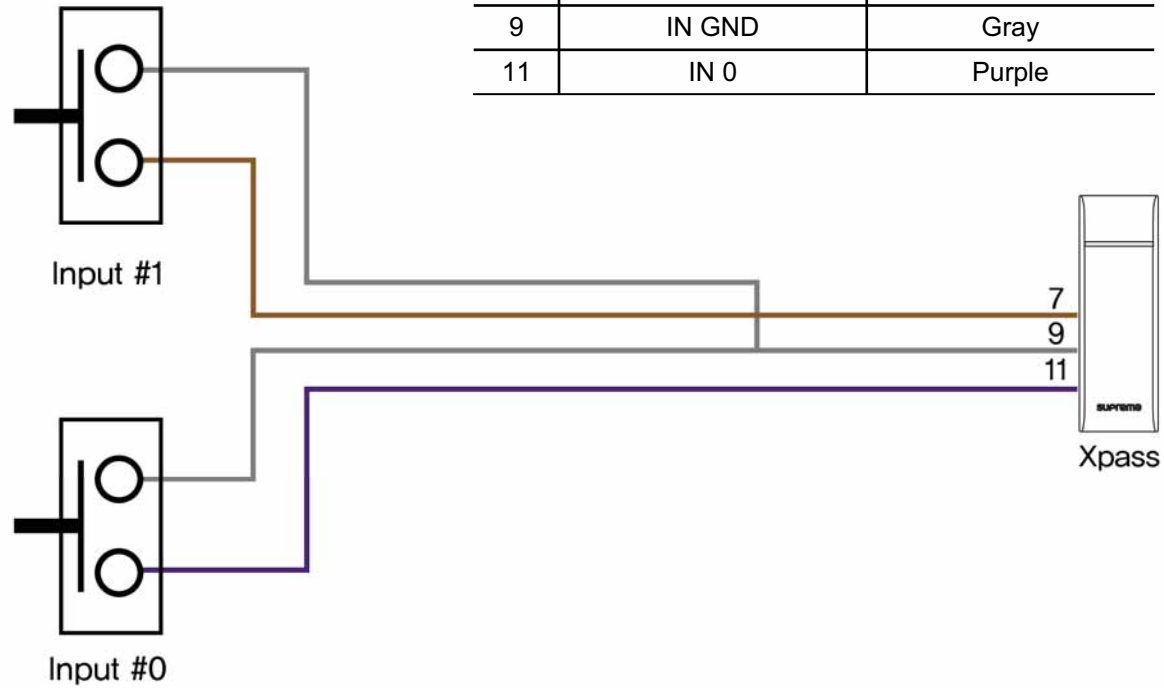 9 IN GND Gray
11 IN 0 Purple
Input #1
7
9
11
suprema
Xpass
Input #0